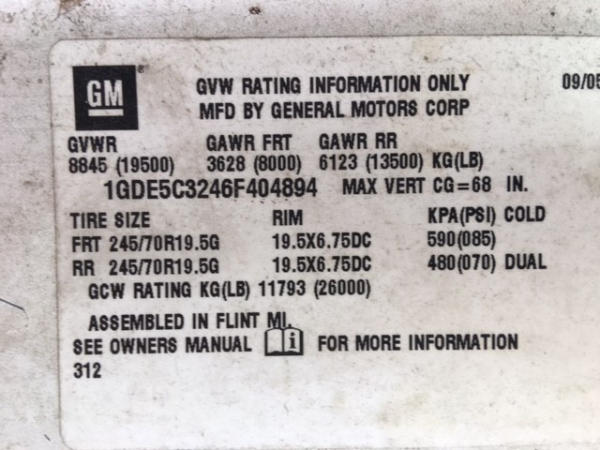 GM
GVW RATING INFORMATION ONLY 09/05
MFD BY GENERAL MOTORS CORP
GVWR GAWR FRT GAWR RR
8845 (19500) 3628 (8000) 6123 (13500) KG(LB)
1GDE5C3246F404894 MAX VERT CG=68 IN.
TIRE SIZE RIM KPA(PSI) COLD
FRT 245/70R19.5G 19.5X6.75DC 590(085)
RR 245/70R19.5G 19.5X6.75DC 480(070) DUAL
GCW RATING KG(LB) 11793 (26000)
ASSEMBLED IN FLINT MI.
SEE OWNERS MANUAL i FOR MORE INFORMATION
312